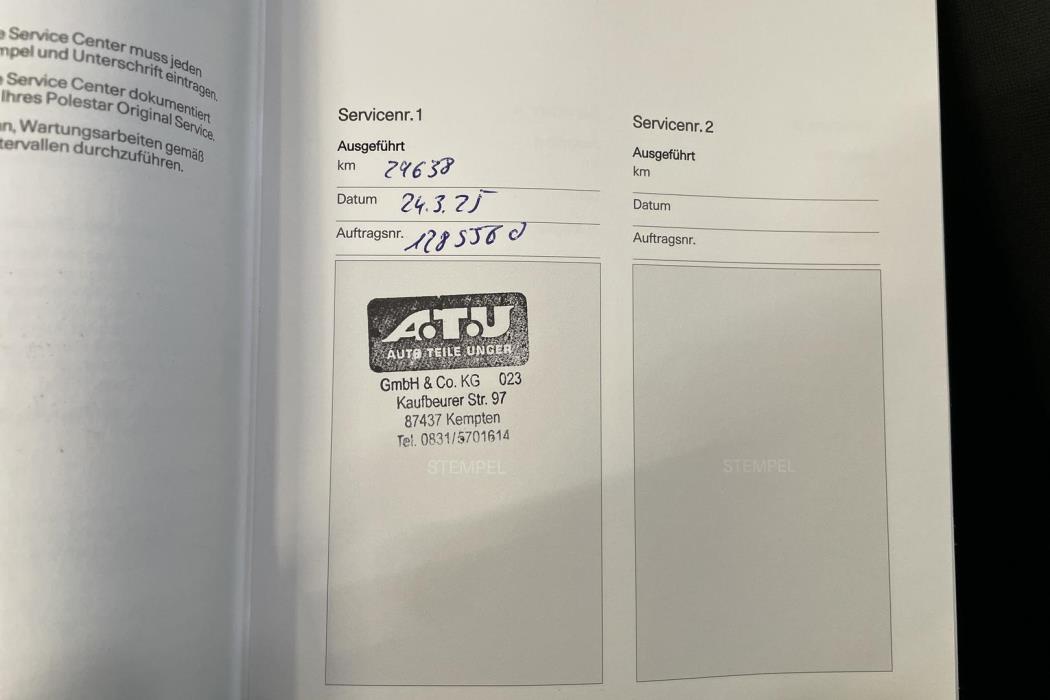 e Service Center muss jeden
mpel und Unterschrift eintragen.
e Service Center dokumentiert
Ihres Polestar Original Service.
n, Wartungsarbeiten gemäß
tervallen durchzuführen.
Servicenr. 1
Ausgeführt
km 29638
Datum 24.3.25
Auftragsnr. 1285560
A.T.U
AUTO TEILE UNGER
GmbH & Co. KG 023
Kaufbeurer Str. 97
87437 Kempten
Tel. 0831/5701614
STEMPEL
Servicenr. 2
Ausgeführt
km
Datum
Auftragsnr.
STEMPEL